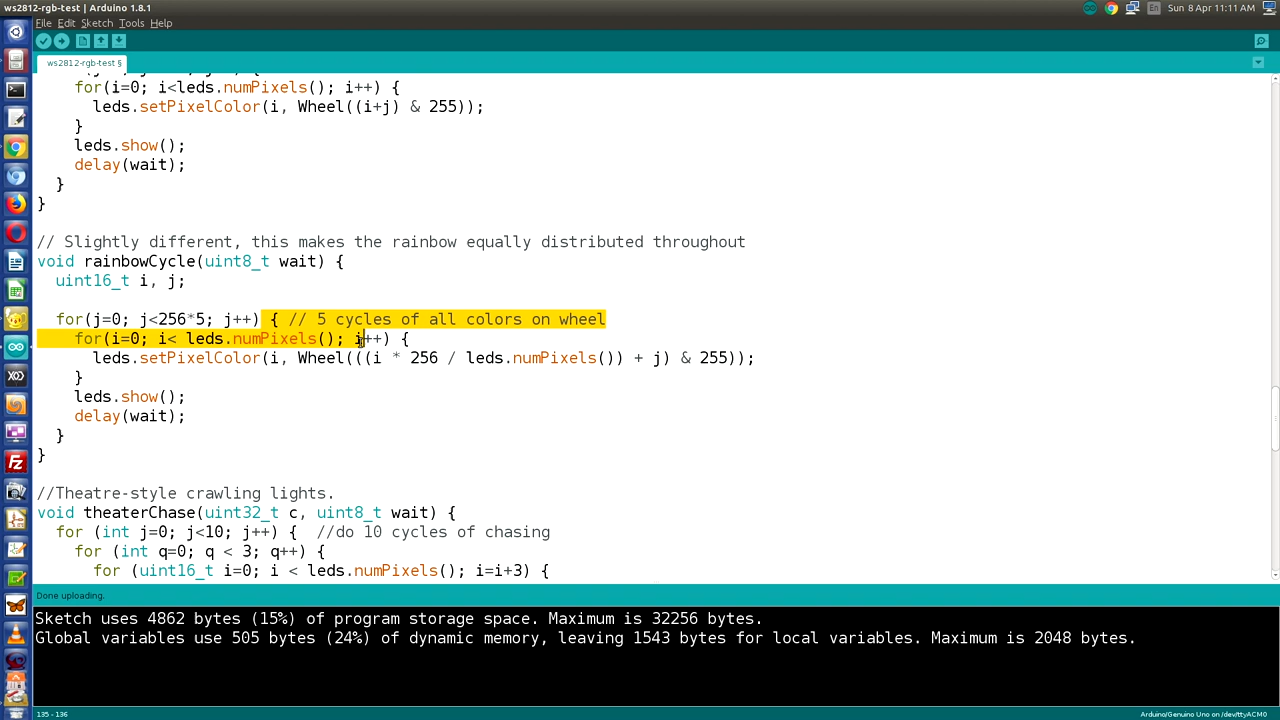 ws2812-rgb-test | Arduino 1.8.1
En Sun 8 Apr 11:11 AM
File Edit Sketch Tools Help
ws2812-rgb-test §
for(i=0; i<leds.numPixels(); i++) {
leds.setPixelColor(i, Wheel((i+j) & 255));
}
leds.show();
delay(wait);
}
}
// Slightly different, this makes the rainbow equally distributed throughout
void rainbowCycle(uint8_t wait) {
uint16_t i, j;
for(j=0; j<256*5; j++) { // 5 cycles of all colors on wheel
for(i=0; i< leds.numPixels(); i++) {
leds.setPixelColor(i, Wheel(((i * 256 / leds.numPixels()) + j) & 255));
}
leds.show();
delay(wait);
}
}
//Theatre-style crawling lights.
void theaterChase(uint32_t c, uint8_t wait) {
for (int j=0; j<10; j++) { //do 10 cycles of chasing
for (int q=0; q < 3; q++) {
for (uint16_t i=0; i < leds.numPixels(); i=i+3) {
Done uploading.
Sketch uses 4862 bytes (15%) of program storage space. Maximum is 32256 bytes.
Global variables use 505 bytes (24%) of dynamic memory, leaving 1543 bytes for local variables. Maximum is 2048 bytes.
135 - 136
Arduino/Genuino Uno on /dev/ttyACM0